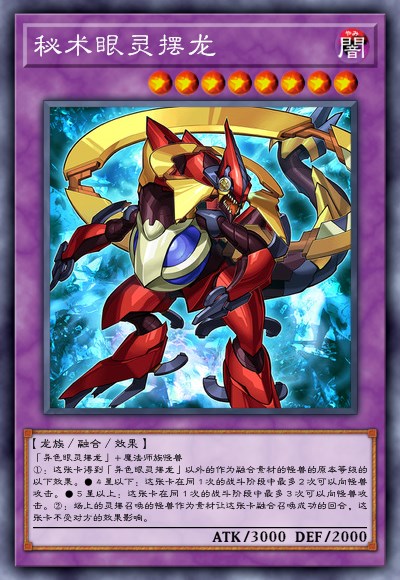 秘术眼灵摆龙
やみ
闇
【龙族／融合／效果】
「异色眼灵摆龙」＋魔法师族怪兽
①：这张卡得到「异色眼灵摆龙」以外的作为融合素材的怪兽的原本等级的
以下效果。●4星以下：这张卡在同1次的战斗阶段中最多2次可以向怪兽
攻击。●5星以上：这张卡在同1次的战斗阶段中最多3次可以向怪兽攻
击。②：场上的灵摆召唤的怪兽作为素材让这张卡融合召唤成功的回合，这
张卡不受对方的效果影响。
ATK/3000 DEF/2000